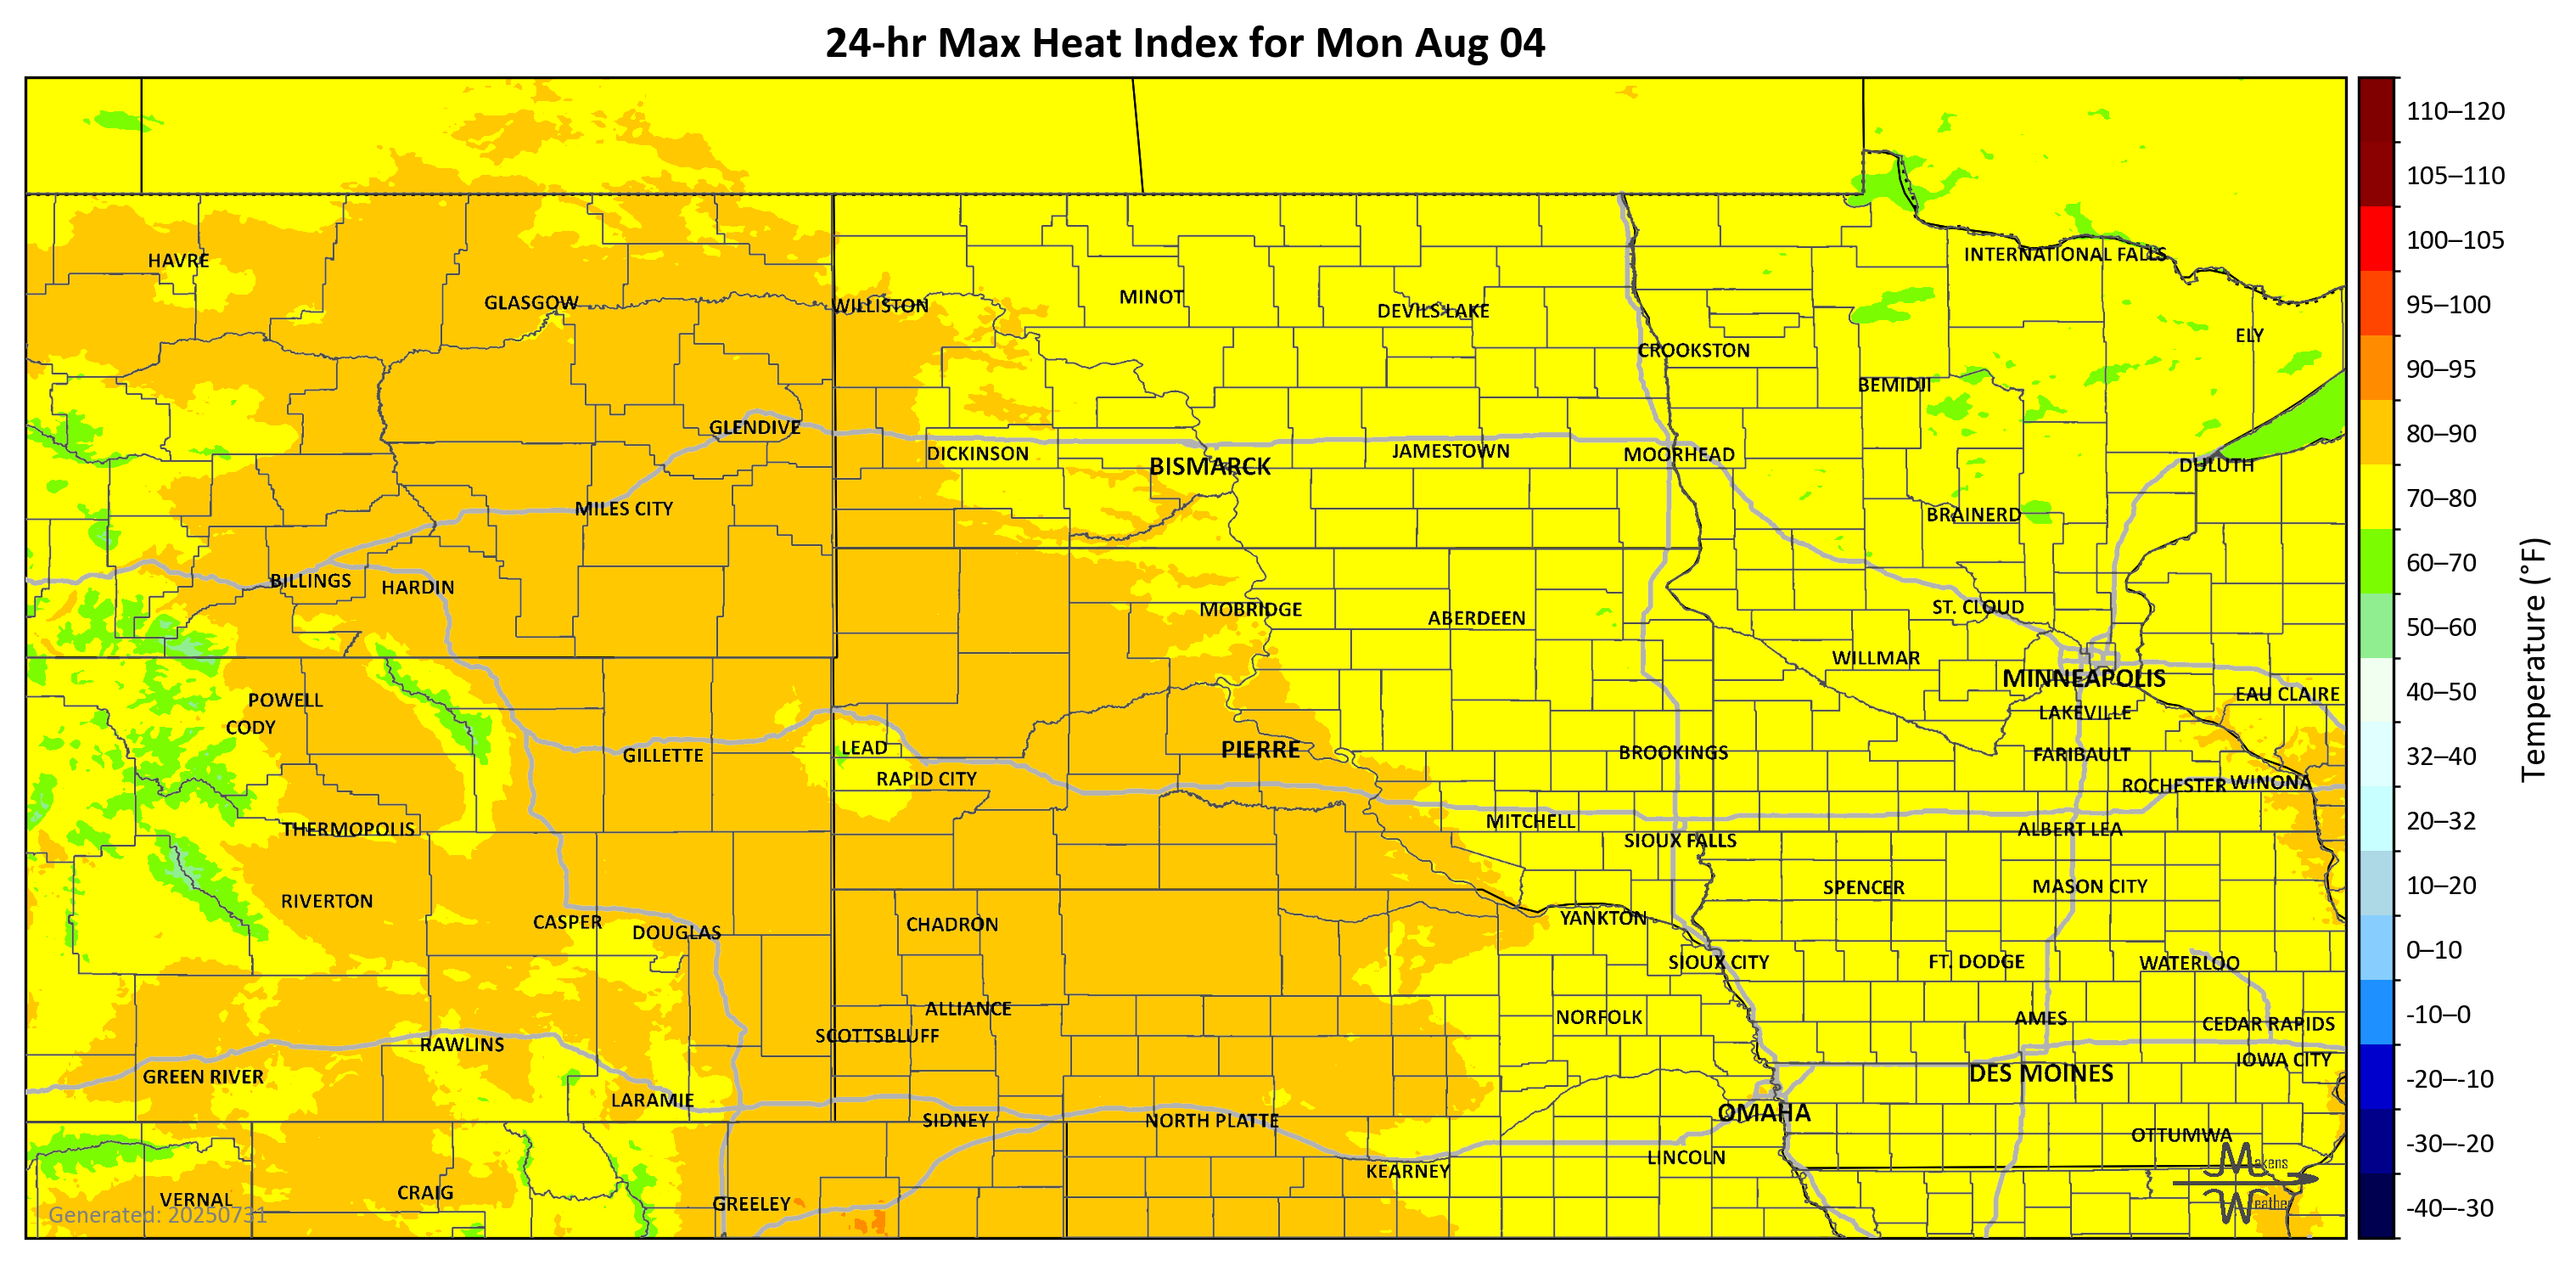 24-hr Max Heat Index for Mon Aug 04
110–120
105–110
100–105
95–100
90–95
80–90
70–80
60–70
50–60
40–50
32–40
20–32
10–20
0–10
-10–0
-20–-10
-30–-20
-40–-30
Temperature (°F)
HAVRE
GLASGOW
WILLISTON
MINOT
DEVILS LAKE
CROOKSTON
INTERNATIONAL FALLS
ELY
BEMIDJI
GLENDIVE
DICKINSON
BISMARCK
JAMESTOWN
MOORHEAD
DULUTH
MILES CITY
BRAINERD
BILLINGS
HARDIN
MOBRIDGE
ABERDEEN
ST. CLOUD
WILLMAR
MINNEAPOLIS
EAU CLAIRE
POWELL
CODY
LAKEVILLE
GILLETTE
LEAD
RAPID CITY
PIERRE
BROOKINGS
FARIBAULT
ROCHESTER
WINONA
THERMOPOLIS
MITCHELL
SIOUX FALLS
ALBERT LEA
RIVERTON
CASPER
DOUGLAS
CHADRON
YANKTON
SPENCER
MASON CITY
SIOUX CITY
FT. DODGE
WATERLOO
ALLIANCE
SCOTTSBLUFF
NORFOLK
AMES
CEDAR RAPIDS
RAWLINS
IOWA CITY
GREEN RIVER
DES MOINES
LARAMIE
SIDNEY
NORTH PLATTE
OMAHA
OTTUMWA
KEARNEY
LINCOLN
VERNAL
CRAIG
GREELEY
Generated: 20250731
Makens
Weather